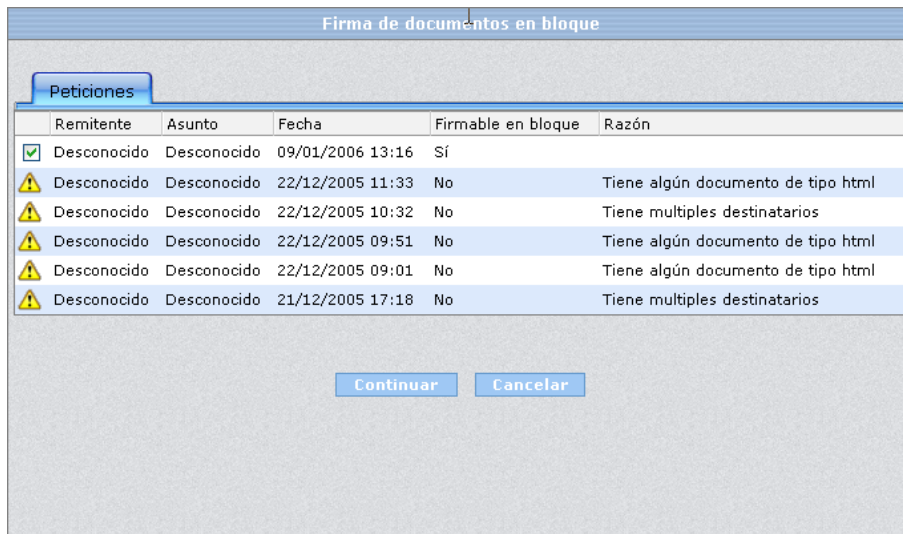 Firma de documentos en bloque
Peticiones
Remitente Asunto Fecha Firmable en bloque Razón
Desconocido Desconocido 09/01/2006 13:16 Sí
Desconocido Desconocido 22/12/2005 11:33 No Tiene algún documento de tipo html
Desconocido Desconocido 22/12/2005 10:32 No Tiene multiples destinatarios
Desconocido Desconocido 22/12/2005 09:51 No Tiene algún documento de tipo html
Desconocido Desconocido 22/12/2005 09:01 No Tiene algún documento de tipo html
Desconocido Desconocido 21/12/2005 17:18 No Tiene multiples destinatarios
Continuar Cancelar